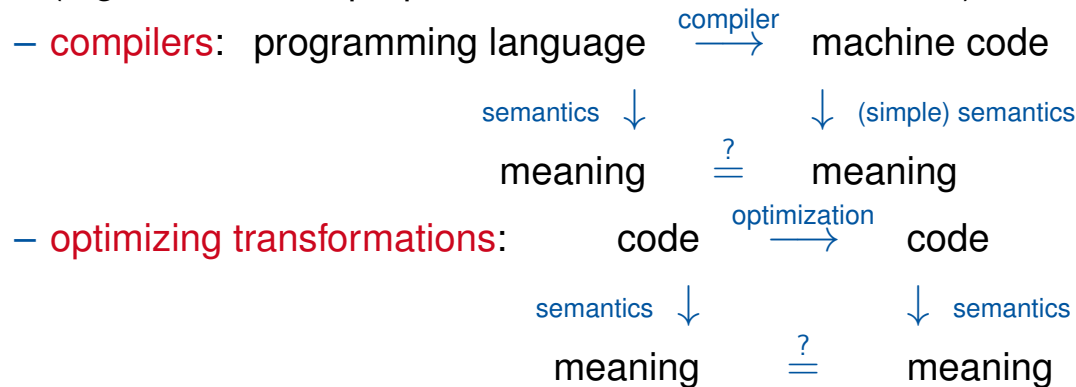 compiler
– compilers: programming language ⟶ machine code
semantics ↓ ↓ (simple) semantics
meaning ≟ meaning
optimization
– optimizing transformations: code ⟶ code
semantics ↓ ↓ semantics
meaning ≟ meaning